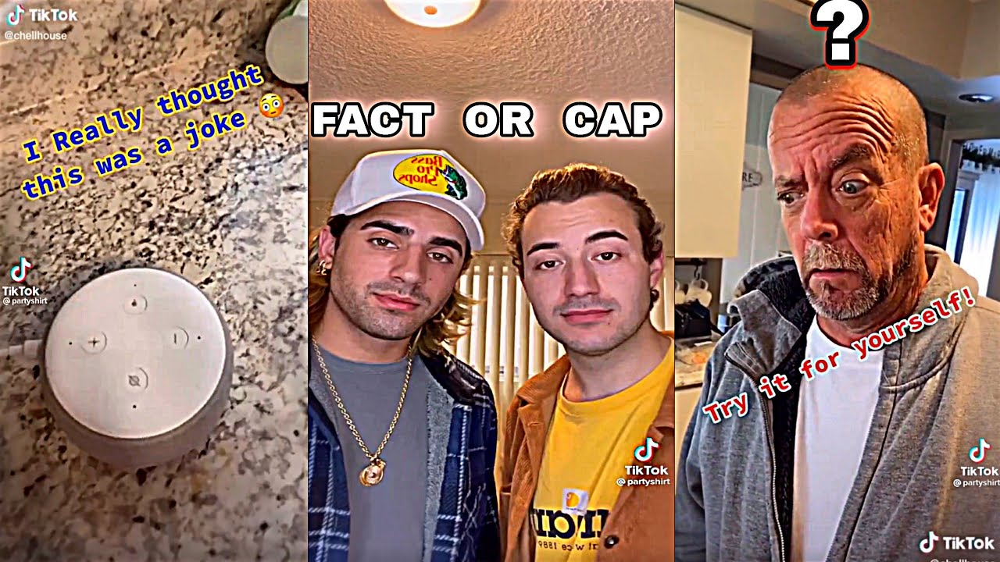 TikTok
@chellhouse
I Really thought
this was a joke 😳
TikTok
@partyshirt
FACT OR CAP
Bass
Pro
Shops
TikTok
@partyshirt
?
Try it for yourself!
TikTok
@partyshirt
TikTok
@chellhouse